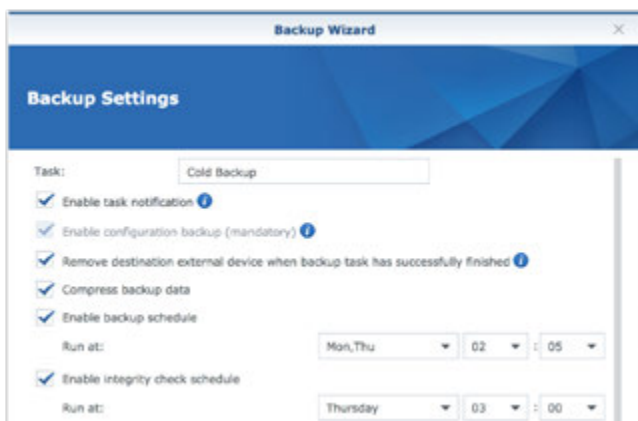 Backup Wizard
Backup Settings
Task: Cold Backup
Enable task notification
Enable configuration backup (mandatory)
Remove destination external device when backup task has successfully finished
Compress backup data
Enable backup schedule
Run at: Mon,Thu 02 : 05
Enable integrity check schedule
Run at: Thursday 03 : 00